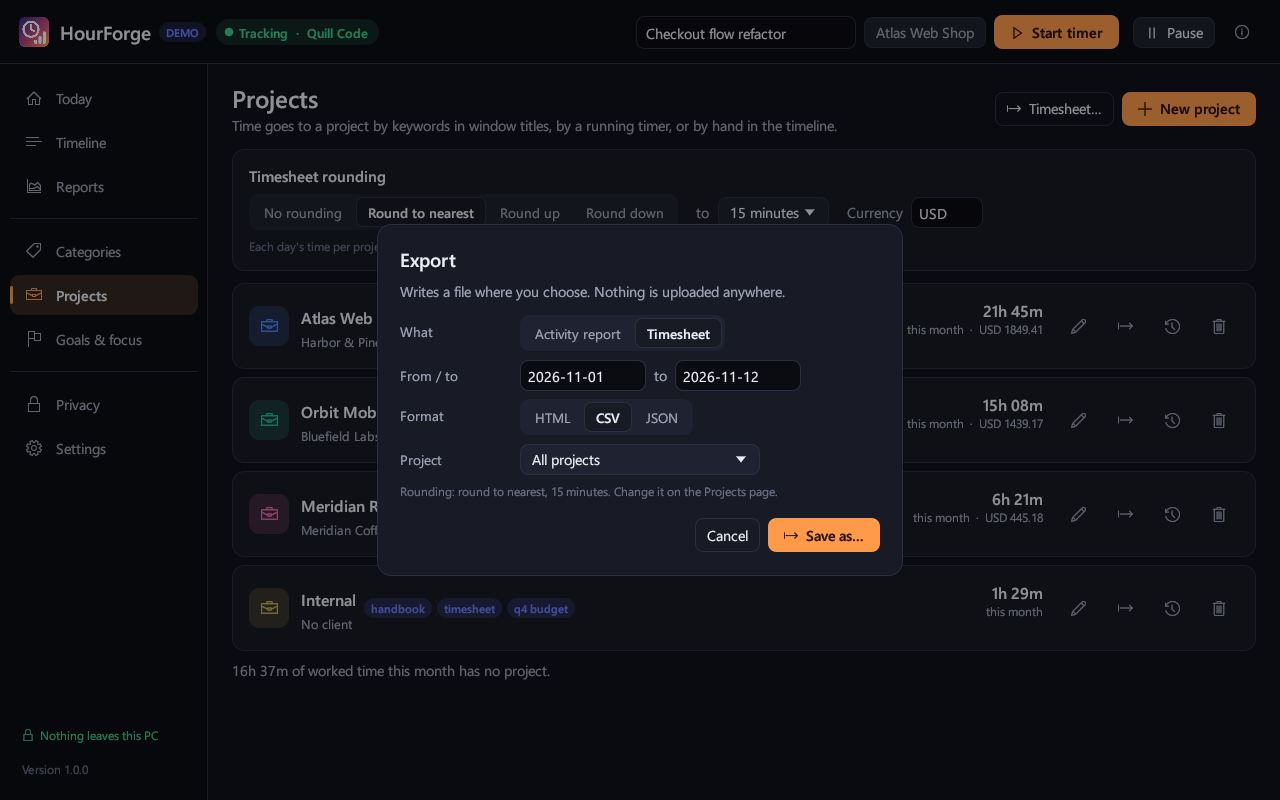 HourForge DEMO Tracking · Quill Code Checkout flow refactor Atlas Web Shop Start timer Pause
Today
Timeline
Reports
Categories
Projects
Goals & focus
Privacy
Settings
Nothing leaves this PC
Version 1.0.0
Projects
Time goes to a project by keywords in window titles, by a running timer, or by hand in the timeline.
Timesheet... New project
Timesheet rounding
No rounding Round to nearest Round up Round down to 15 minutes Currency USD
Each day's time per
Export
Writes a file where you choose. Nothing is uploaded anywhere.
What Activity report Timesheet
From / to 2026-11-01 to 2026-11-12
Format HTML CSV JSON
Project All projects
Rounding: round to nearest, 15 minutes. Change it on the Projects page.
Cancel Save as...
Atlas Web 21h 45m
Harbor & this month · USD 1849.41
Orbit 15h 08m
Bluefield this month · USD 1439.17
Meridian 6h 21m
Meridian this month · USD 445.18
Internal handbook timesheet q4 budget 1h 29m
No client this month
16h 37m of worked time this month has no project.